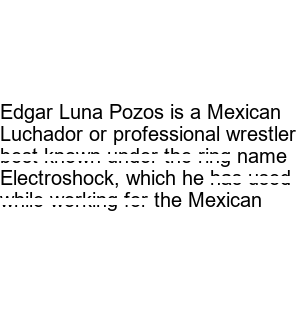 Edgar Luna Pozos is a Mexican
Luchador or professional wrestler
best known under the ring name
Electroshock, which he has used
while working for the Mexican